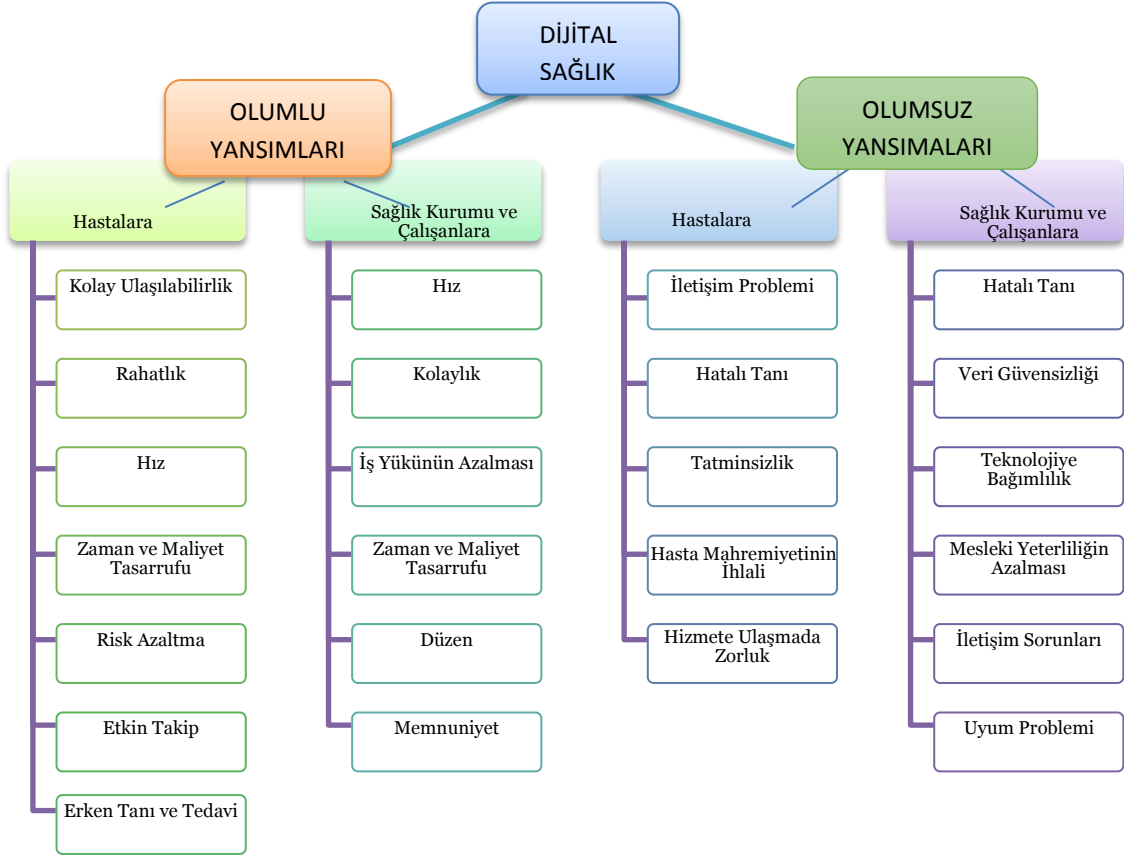 DİJİTAL
SAĞLIK
OLUMLU
YANSIMLARI
OLUMSUZ
YANSIMALARI
Hastalara
Kolay Ulaşılabilirlik
Rahatlık
Hız
Zaman ve Maliyet
Tasarrufu
Risk Azaltma
Etkin Takip
Erken Tanı ve Tedavi
Sağlık Kurumu ve
Çalışanlara
Hız
Kolaylık
İş Yükünün Azalması
Zaman ve Maliyet
Tasarrufu
Düzen
Memnuniyet
Hastalara
İletişim Problemi
Hatalı Tanı
Tatminsizlik
Hasta Mahremiyetinin
İhlali
Hizmete Ulaşmada
Zorluk
Sağlık Kurumu ve
Çalışanlara
Hatalı Tanı
Veri Güvensizliği
Teknolojiye
Bağımlılık
Mesleki Yeterliliğin
Azalması
İletişim Sorunları
Uyum Problemi